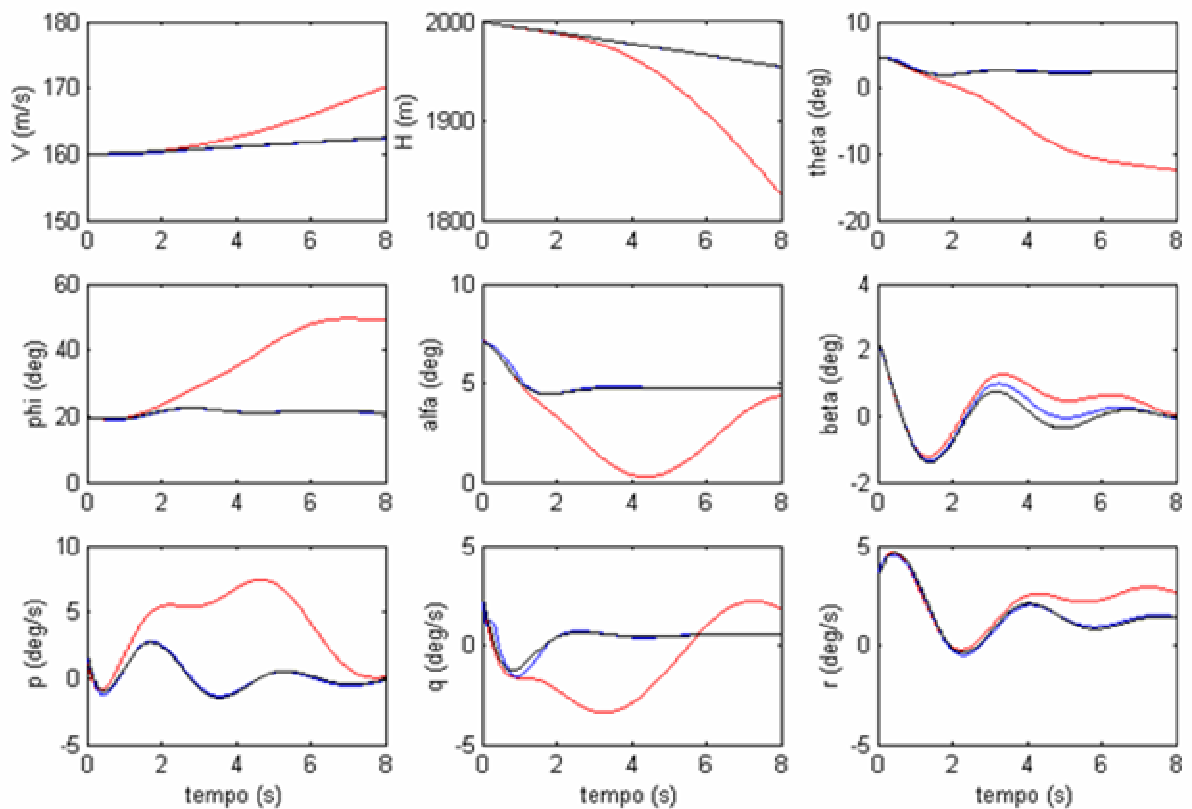 180
170
160
150
V (m/s)
0 2 4 6 8
2000
1900
1800
H (m)
0 2 4 6 8
10
0
-10
-20
theta (deg)
0 2 4 6 8
60
40
20
0
phi (deg)
0 2 4 6 8
10
5
0
alfa (deg)
0 2 4 6 8
4
2
0
-2
beta (deg)
0 2 4 6 8
10
5
0
-5
p (deg/s)
0 2 4 6 8
tempo (s)
5
0
-5
q (deg/s)
0 2 4 6 8
tempo (s)
5
0
-5
r (deg/s)
0 2 4 6 8
tempo (s)